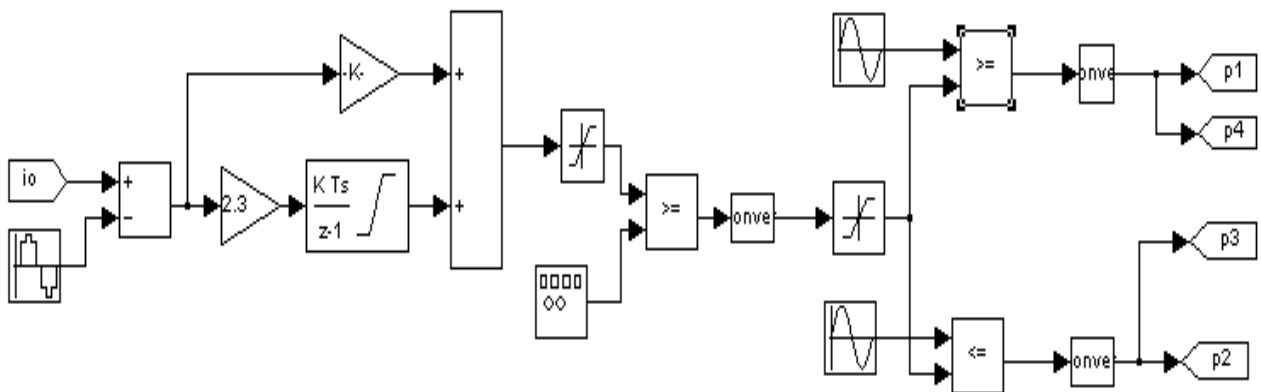 -K-
+
>=
onve
p1
p4
io
+
−
2.3
K Ts
z-1
+
>=
onve
p3
<=
onve
p2